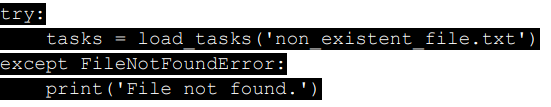 try:
    tasks = load_tasks('non_existent_file.txt')
except FileNotFoundError:
    print('File not found.')